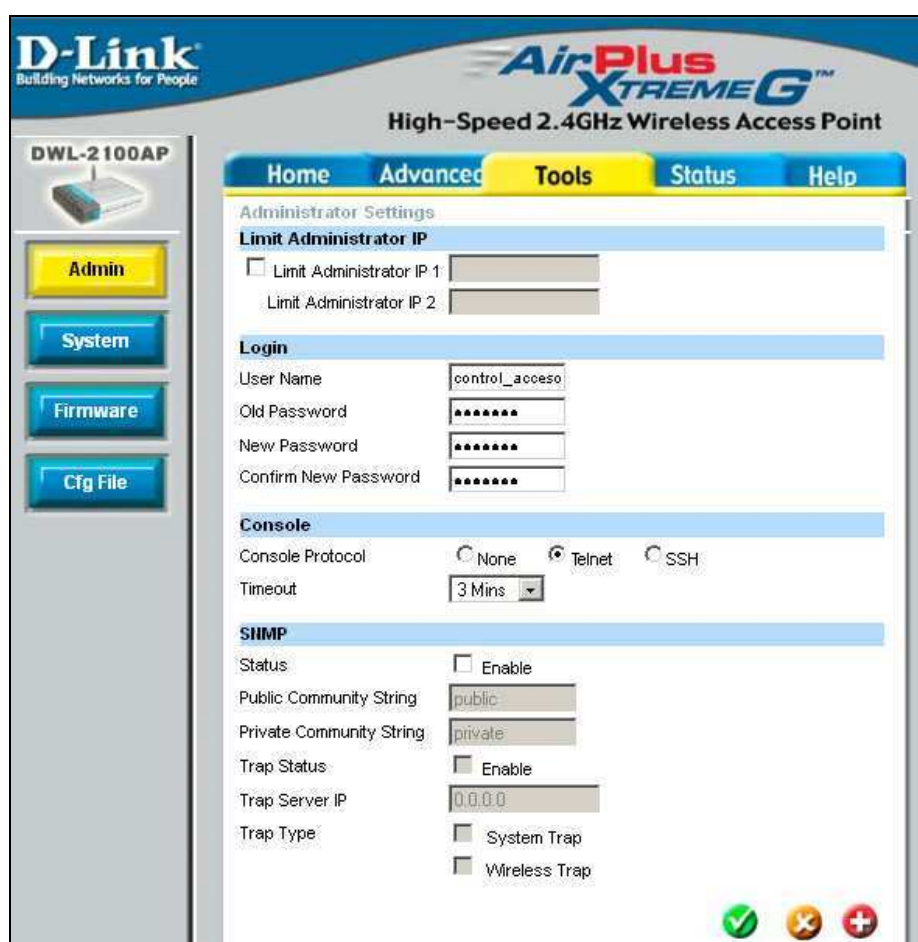 D-Link
Building Networks for People
AirPlus
XTREME G™
High-Speed 2.4GHz Wireless Access Point
DWL-2100AP
Home Advanced Tools Status Help
Admin
System
Firmware
Cfg File
Administrator Settings
Limit Administrator IP
Limit Administrator IP 1
Limit Administrator IP 2
Login
User Name control_acceso
Old Password •••••••
New Password •••••••
Confirm New Password •••••••
Console
Console Protocol None Telnet SSH
Timeout 3 Mins
SNMP
Status Enable
Public Community String public
Private Community String private
Trap Status Enable
Trap Server IP 0.0.0.0
Trap Type System Trap
Wireless Trap